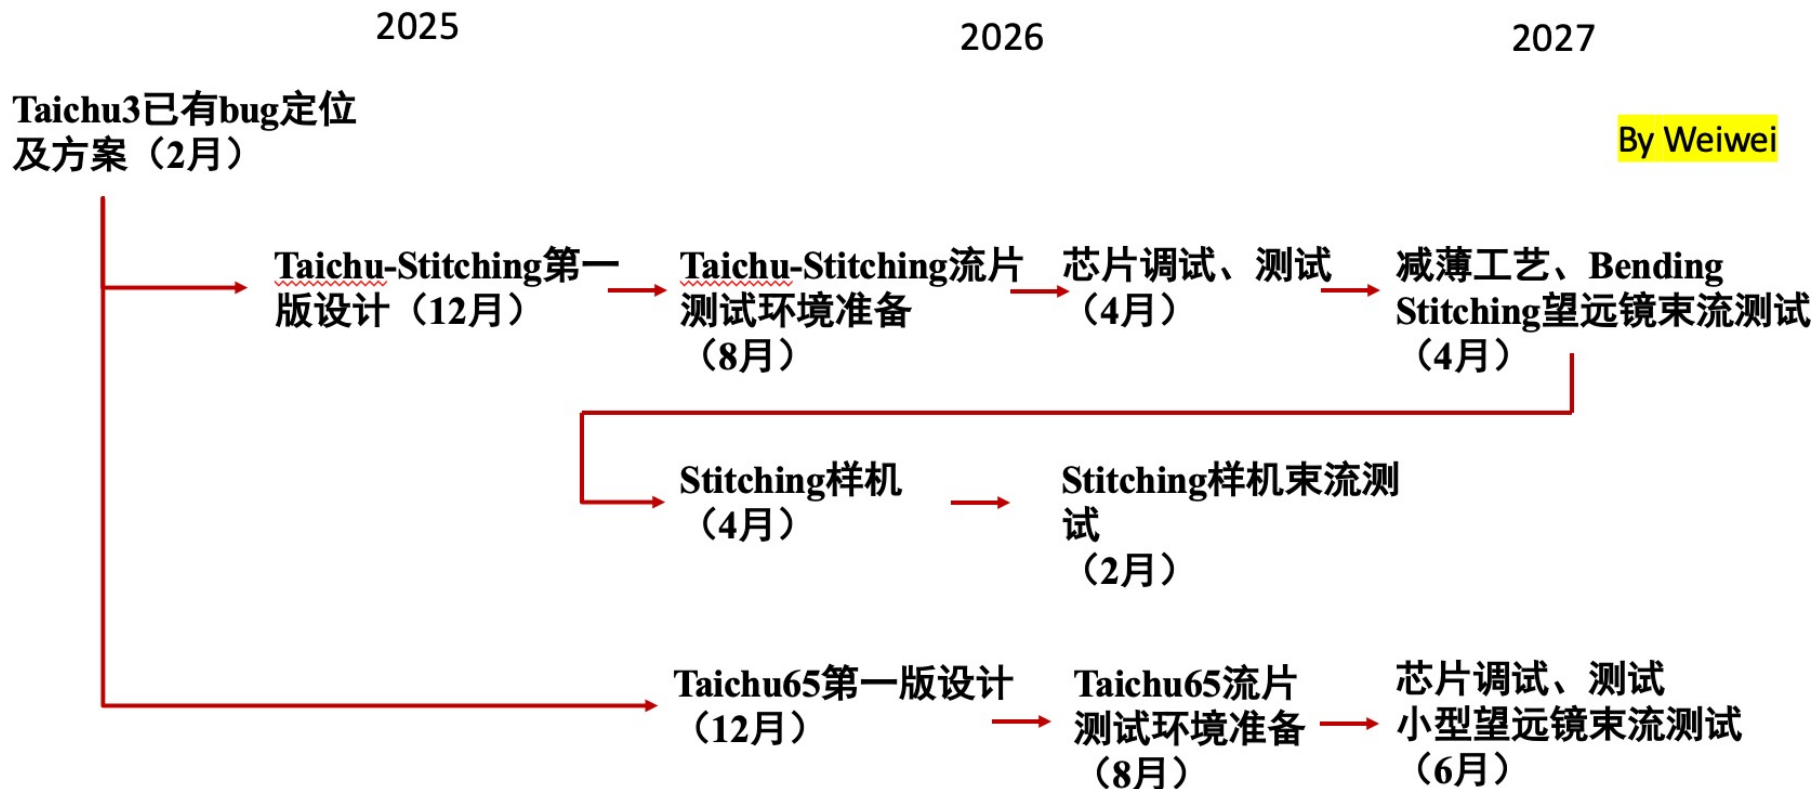 2025
2026
2027
Taichu3已有bug定位
及方案（2月）
By Weiwei
Taichu-Stitching第一
版设计（12月）
Taichu-Stitching流片
测试环境准备
（8月）
芯片调试、测试
（4月）
减薄工艺、Bending
Stitching望远镜束流测试
（4月）
Stitching样机
（4月）
Stitching样机束流测
试
（2月）
Taichu65第一版设计
（12月）
Taichu65流片
测试环境准备
（8月）
芯片调试、测试
小型望远镜束流测试
（6月）